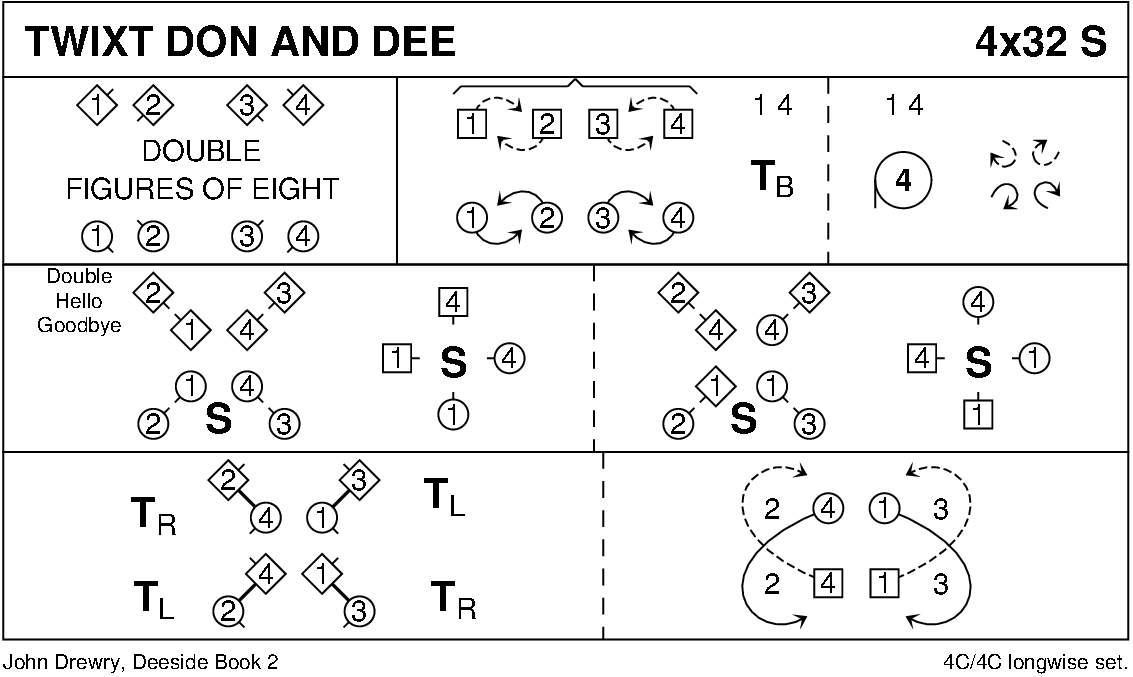 TWIXT DON AND DEE 4x32 S
1 2 3 4
DOUBLE
FIGURES OF EIGHT
1 2 3 4
1 2 3 4
1 2 3 4
1 4
TB
1 4
4
Double
Hello
Goodbye
2 3
1 4
1 4
2 S 3
4
1 S 4
1
2 3
4 4
1 1
2 S 3
4
4 S 1
1
TR 2 3 TL
4 1
4 1
TL 2 3 TR
2 4 1 3
2 4 1 3
John Drewry, Deeside Book 2
4C/4C longwise set.